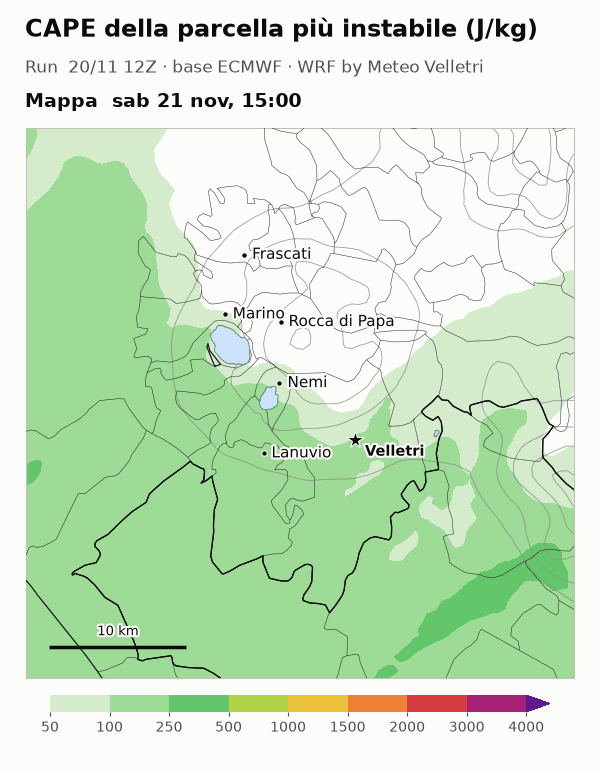 CAPE della parcella più instabile (J/kg)
Run  20/11 12Z · base ECMWF · WRF by Meteo Velletri
Mappa  sab 21 nov, 15:00
Frascati
Marino
Rocca di Papa
Nemi
Velletri
Lanuvio
10 km
50 100 250 500 1000 1500 2000 3000 4000